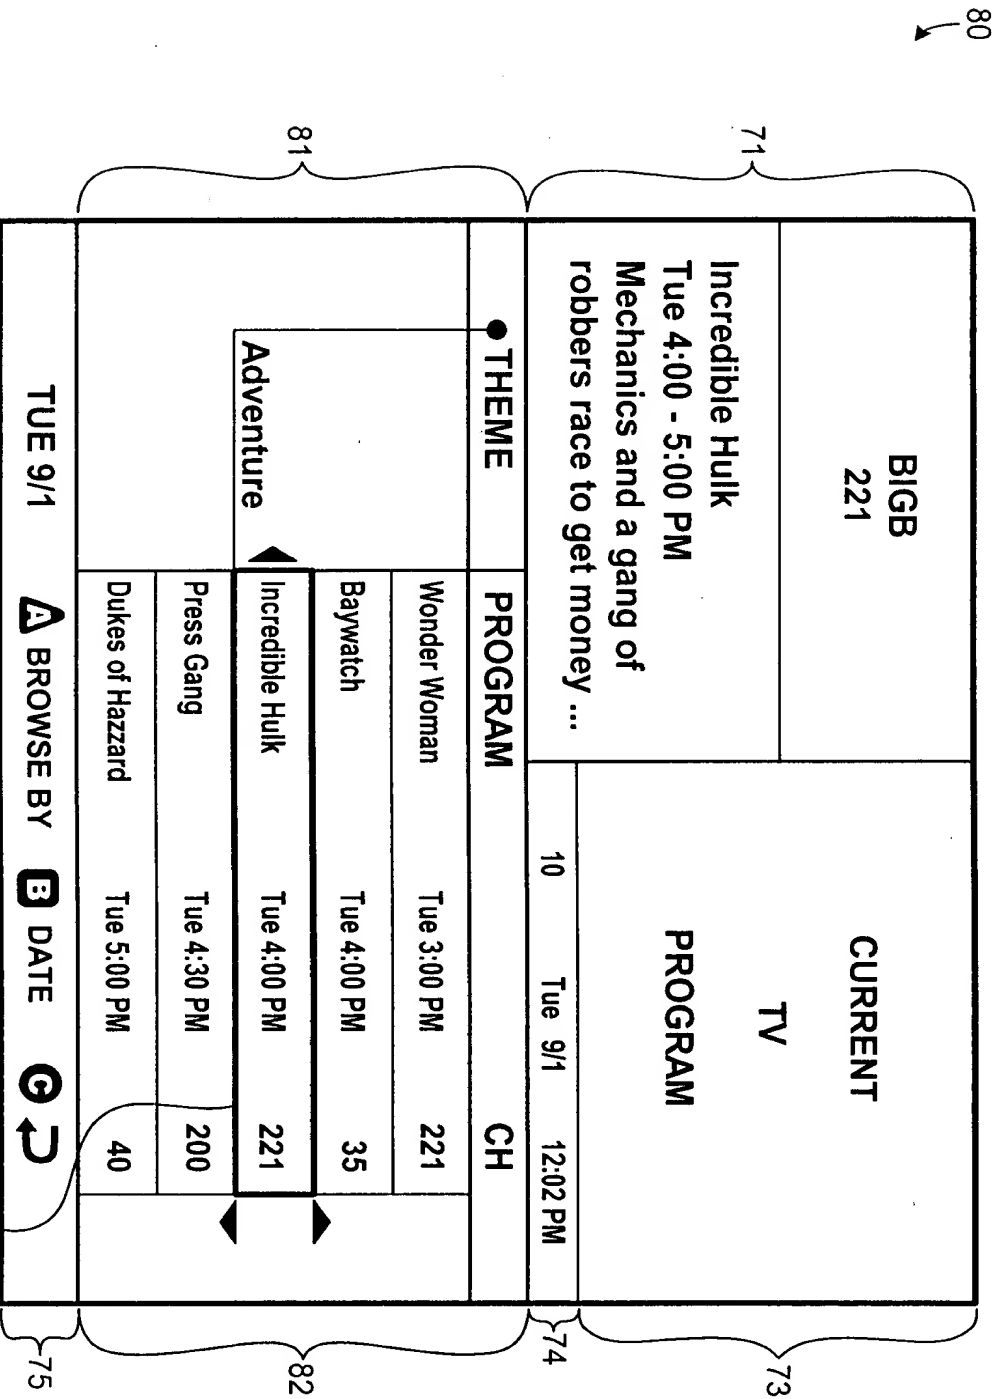 80
71
73
BIGB
221
CURRENT
TV
PROGRAM
Incredible Hulk
Tue 4:00 - 5:00 PM
Mechanics and a gang of
robbers race to get money ...
10 Tue 9/1 12:02 PM
74
81
82
THEME PROGRAM CH
Wonder Woman Tue 3:00 PM 221
Baywatch Tue 4:00 PM 35
Adventure Incredible Hulk Tue 4:00 PM 221
Press Gang Tue 4:30 PM 200
Dukes of Hazzard Tue 5:00 PM 40
TUE 9/1 A BROWSE BY B DATE C
75